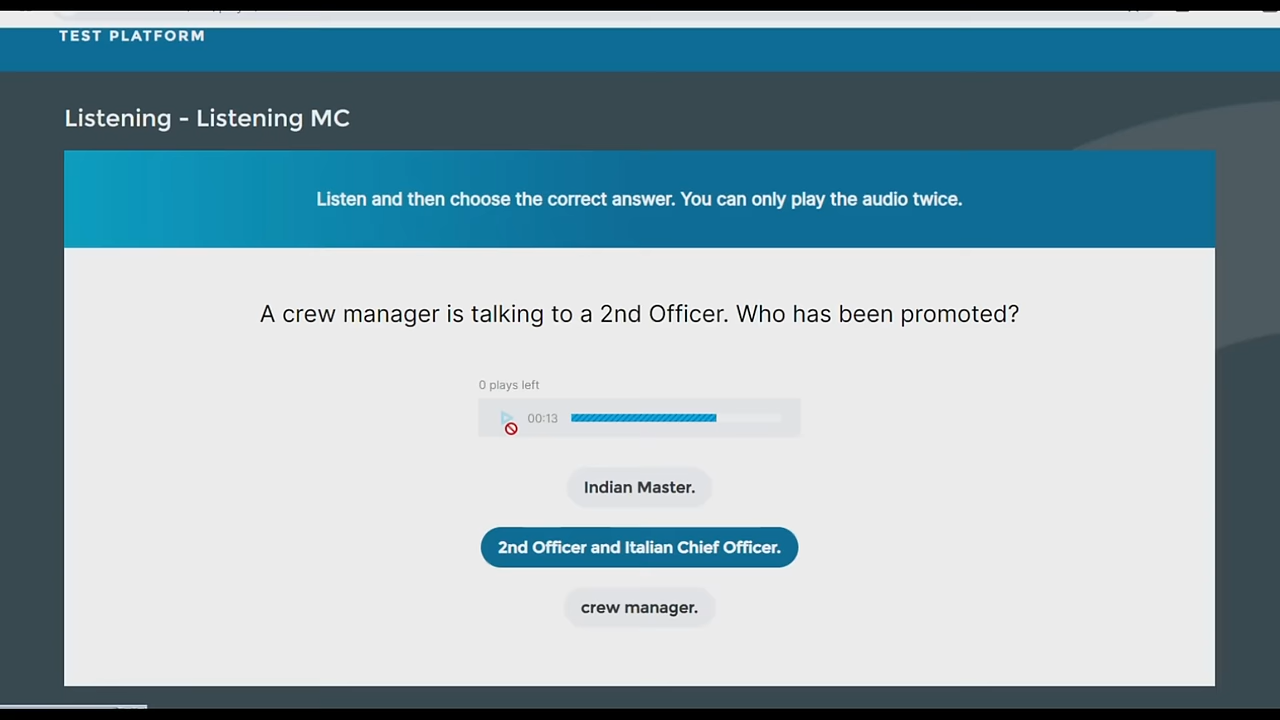 TEST PLATFORM
Listening - Listening MC
Listen and then choose the correct answer. You can only play the audio twice.
A crew manager is talking to a 2nd Officer. Who has been promoted?
0 plays left
00:13
Indian Master.
2nd Officer and Italian Chief Officer.
crew manager.